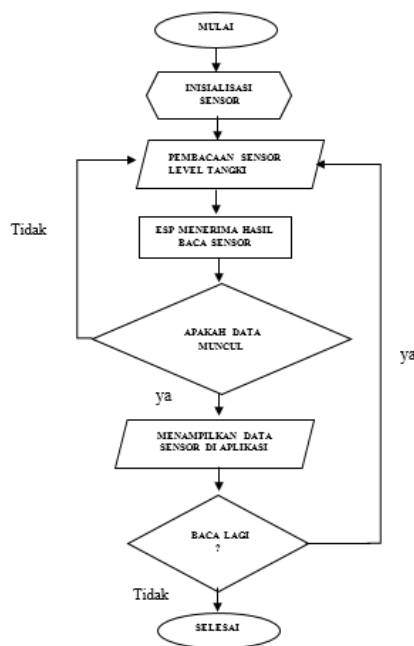 MULAI
INISIALISASI
SENSOR
PEMBACAAN SENSOR
LEVEL TANGKI
Tidak
ESP MENERIMA HASIL
BACA SENSOR
APAKAH DATA
MUNCUL
ya
ya
MENAMPILKAN DATA
SENSOR DI APLIKASI
BACA LAGI
?
Tidak
SELESAI